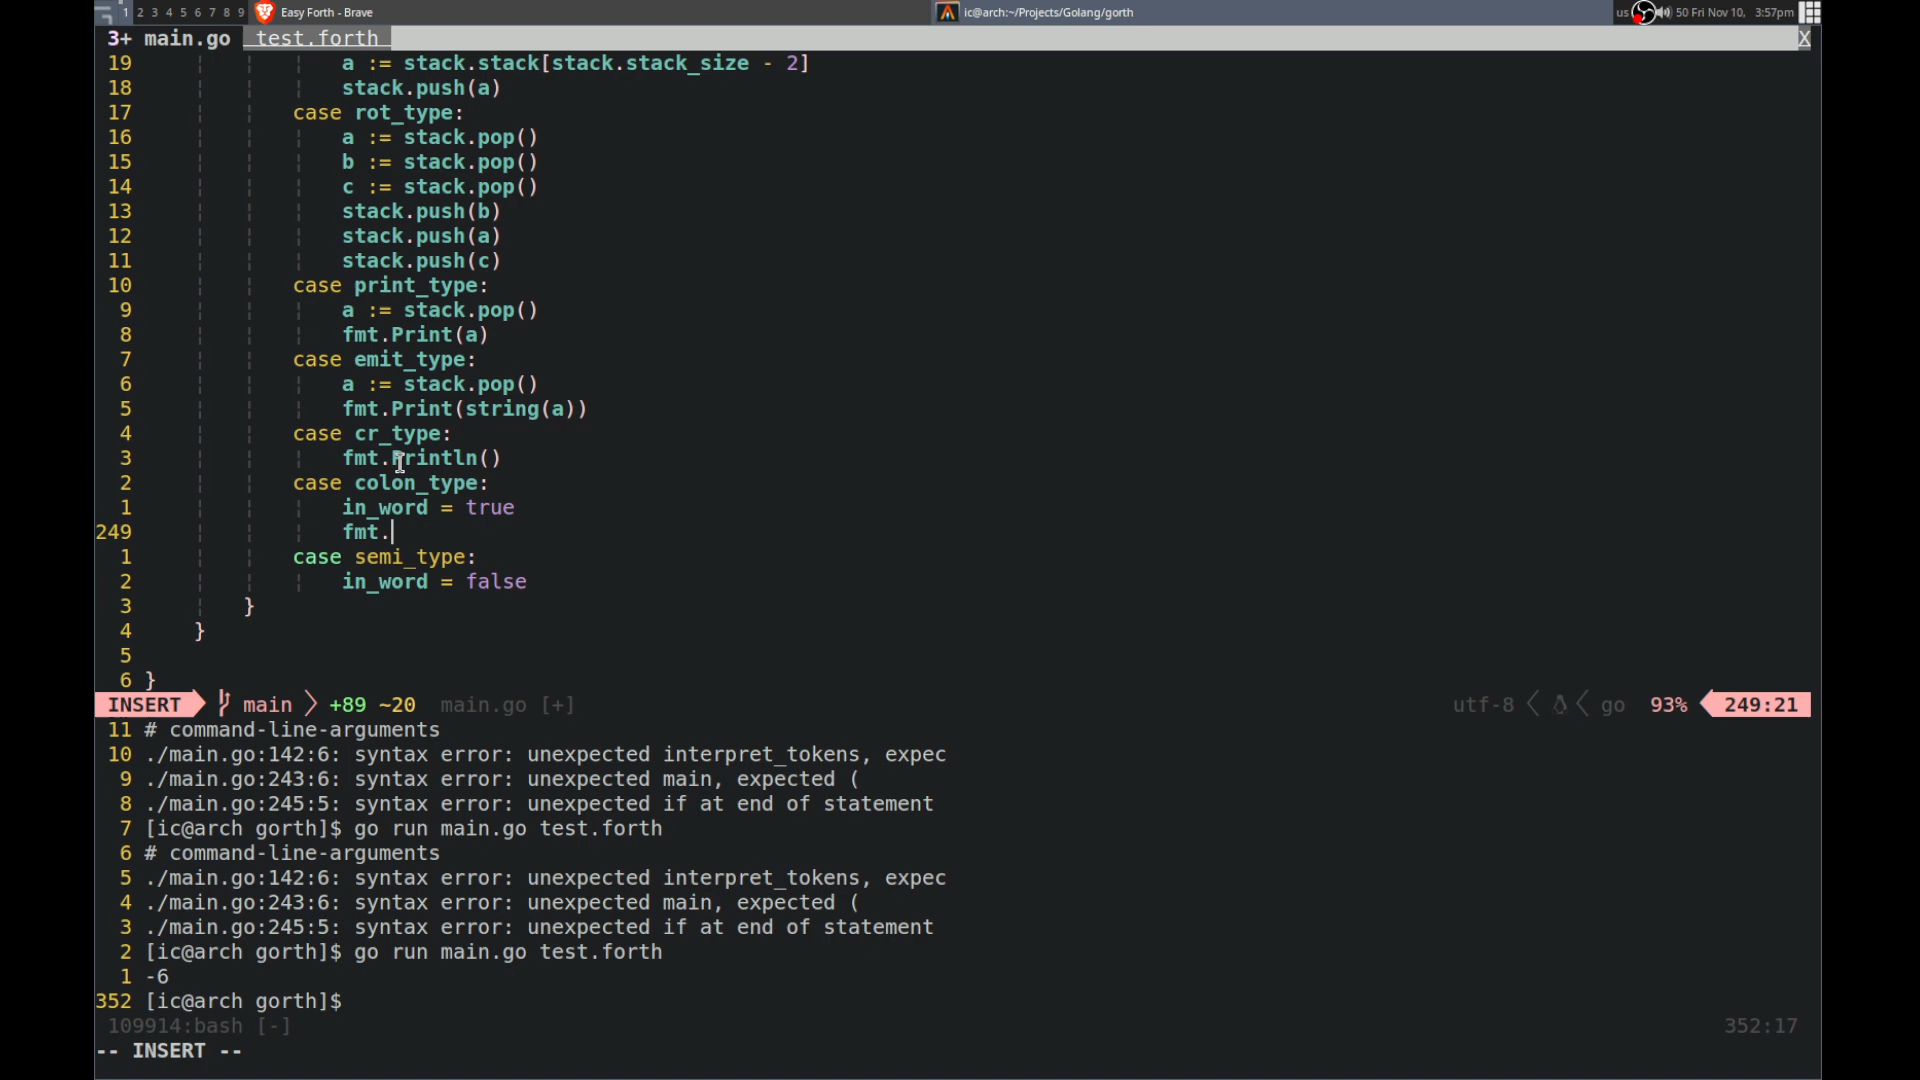 1 2 3 4 5 6 7 8 9 Easy Forth - Brave ic@arch:~/Projects/Golang/gorth us 50 Fri Nov 10, 3:57pm
3+ main.go test.forth X
19 a := stack.stack[stack.stack_size - 2]
18 stack.push(a)
17 case rot_type:
16 a := stack.pop()
15 b := stack.pop()
14 c := stack.pop()
13 stack.push(b)
12 stack.push(a)
11 stack.push(c)
10 case print_type:
9 a := stack.pop()
8 fmt.Print(a)
7 case emit_type:
6 a := stack.pop()
5 fmt.Print(string(a))
4 case cr_type:
3 fmt.Println()
2 case colon_type:
1 in_word = true
249 fmt.
1 case semi_type:
2 in_word = false
3 }
4 }
5
6 }
INSERT main +89 ~20 main.go [+] utf-8 go 93% 249:21
11 # command-line-arguments
10 ./main.go:142:6: syntax error: unexpected interpret_tokens, expec
9 ./main.go:243:6: syntax error: unexpected main, expected (
8 ./main.go:245:5: syntax error: unexpected if at end of statement
7 [ic@arch gorth]$ go run main.go test.forth
6 # command-line-arguments
5 ./main.go:142:6: syntax error: unexpected interpret_tokens, expec
4 ./main.go:243:6: syntax error: unexpected main, expected (
3 ./main.go:245:5: syntax error: unexpected if at end of statement
2 [ic@arch gorth]$ go run main.go test.forth
1 -6
352 [ic@arch gorth]$
109914:bash [-] 352:17
-- INSERT --